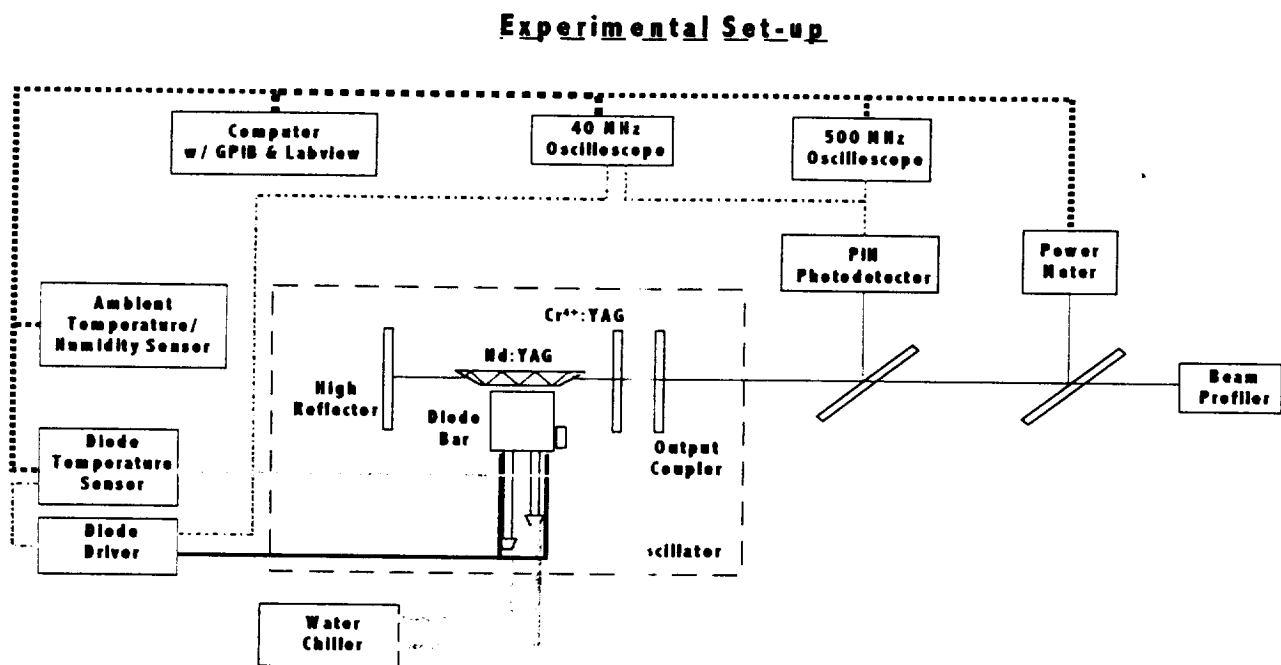 Experimental Set-up
Computer
w/ GPIB & Labview
40 MHz
Oscilloscope
500 MHz
Oscilloscope
PIN
Photodetector
Power
Meter
Ambient
Temperature/
Humidity Sensor
Cr⁴⁺:YAG
Nd:YAG
High
Reflector
Diode
Bar
Output
Coupler
Beam
Profiler
Diode
Temperature
Sensor
Diode
Driver
scillator
Water
Chiller